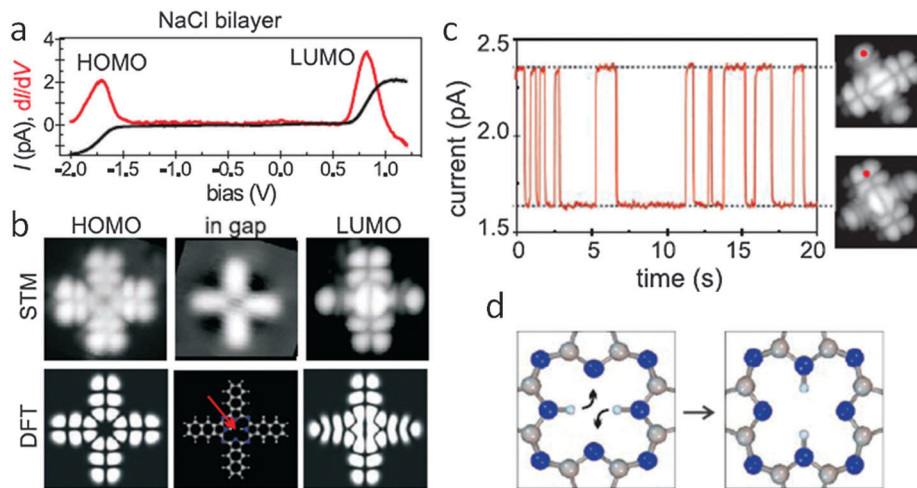 a
NaCl bilayer
HOMO
LUMO
I (pA), dI/dV
4
2
0
-2.0 -1.5 -1.0 -0.5 0.0 0.5 1.0
bias (V)
b
HOMO in gap LUMO
STM
DFT
c
current (pA)
2.5
2.0
1.5
0 5 10 15 20
time (s)
d